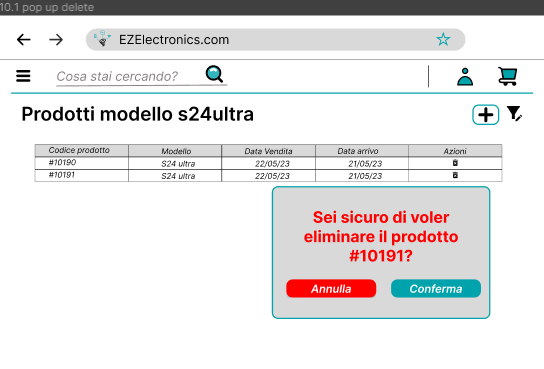 10.1 pop up delete
EZElectronics.com
Cosa stai cercando?
Prodotti modello s24ultra
Codice prodotto Modello Data Vendita Data arrivo Azioni
#10190 S24 ultra 22/05/23 21/05/23
#10191 S24 ultra 22/05/23 21/05/23
Sei sicuro di voler
eliminare il prodotto
#10191?
Annulla Conferma